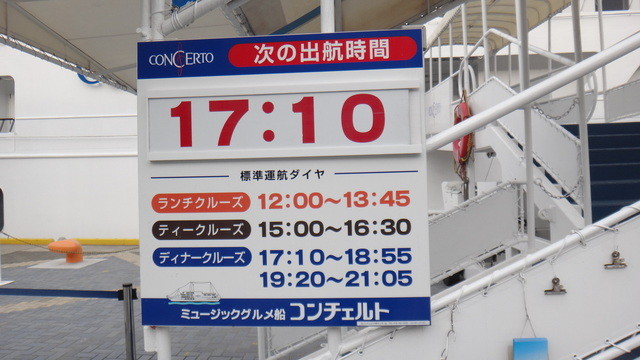 CONCERTO 次の出航時間
17:10
標準運航ダイヤ
ランチクルーズ 12:00～13:45
ティークルーズ 15:00～16:30
ディナークルーズ 17:10～18:55
19:20～21:05
ミュージックグルメ船 コンチェルト